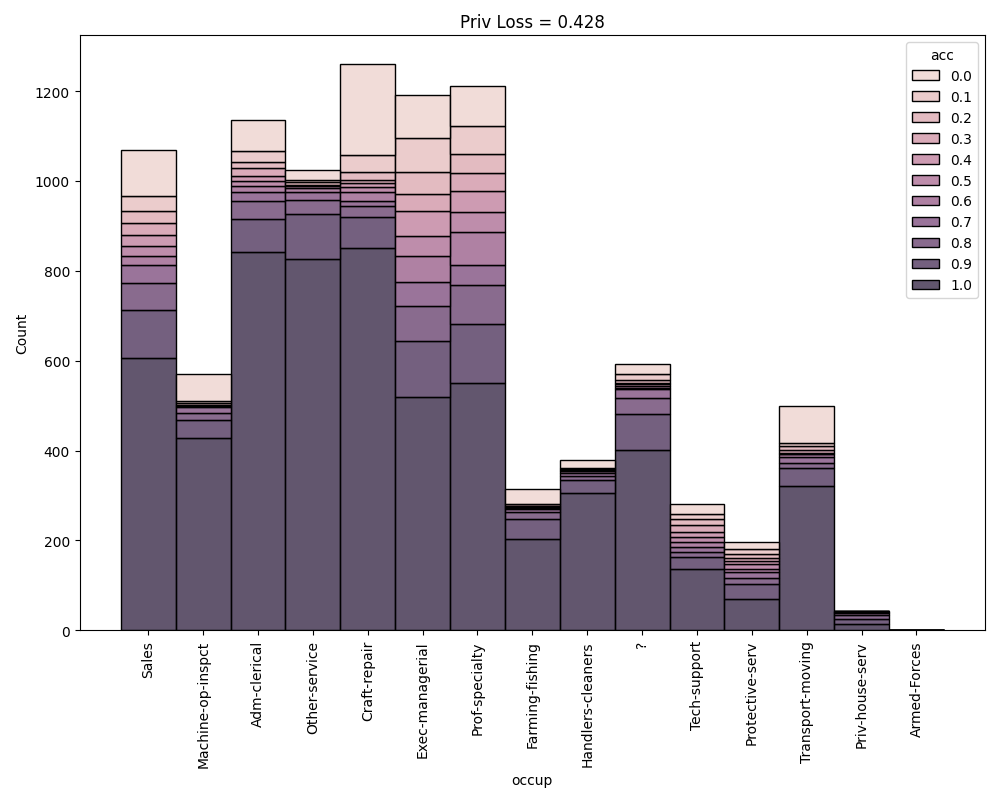 Priv Loss = 0.428
acc
0.0
0.1
0.2
0.3
0.4
0.5
0.6
0.7
0.8
0.9
1.0
Count
1200
1000
800
600
400
200
0
Sales
Machine-op-inspct
Adm-clerical
Other-service
Craft-repair
Exec-managerial
Prof-specialty
Farming-fishing
Handlers-cleaners
?
Tech-support
Protective-serv
Transport-moving
Priv-house-serv
Armed-Forces
occup